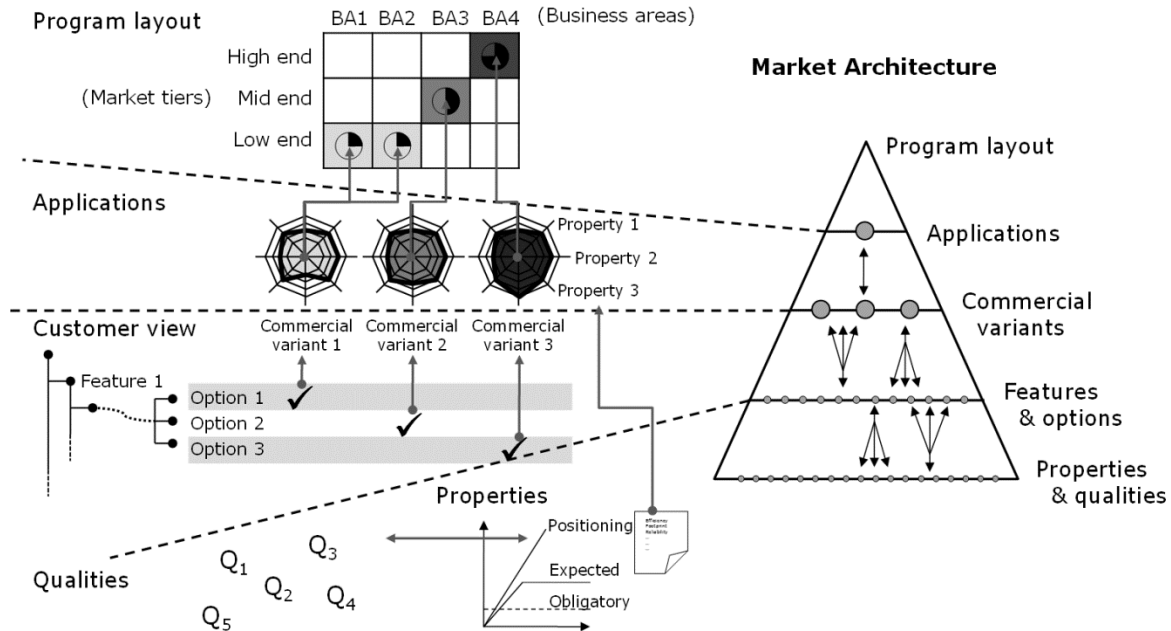 Program layout
BA1 BA2 BA3 BA4 (Business areas)
High end
(Market tiers) Mid end
Low end
Market Architecture
Program layout
Applications
Commercial
variants
Features
& options
Properties
& qualities
Applications
Property 1
Property 2
Property 3
Customer view
Commercial
variant 1
Commercial
variant 2
Commercial
variant 3
Feature 1
Option 1
Option 2
Option 3
Properties
Positioning
Expected
Obligatory
Efficiency
Footprint
Reliability
Qualities
Q1
Q3
Q2
Q4
Q5